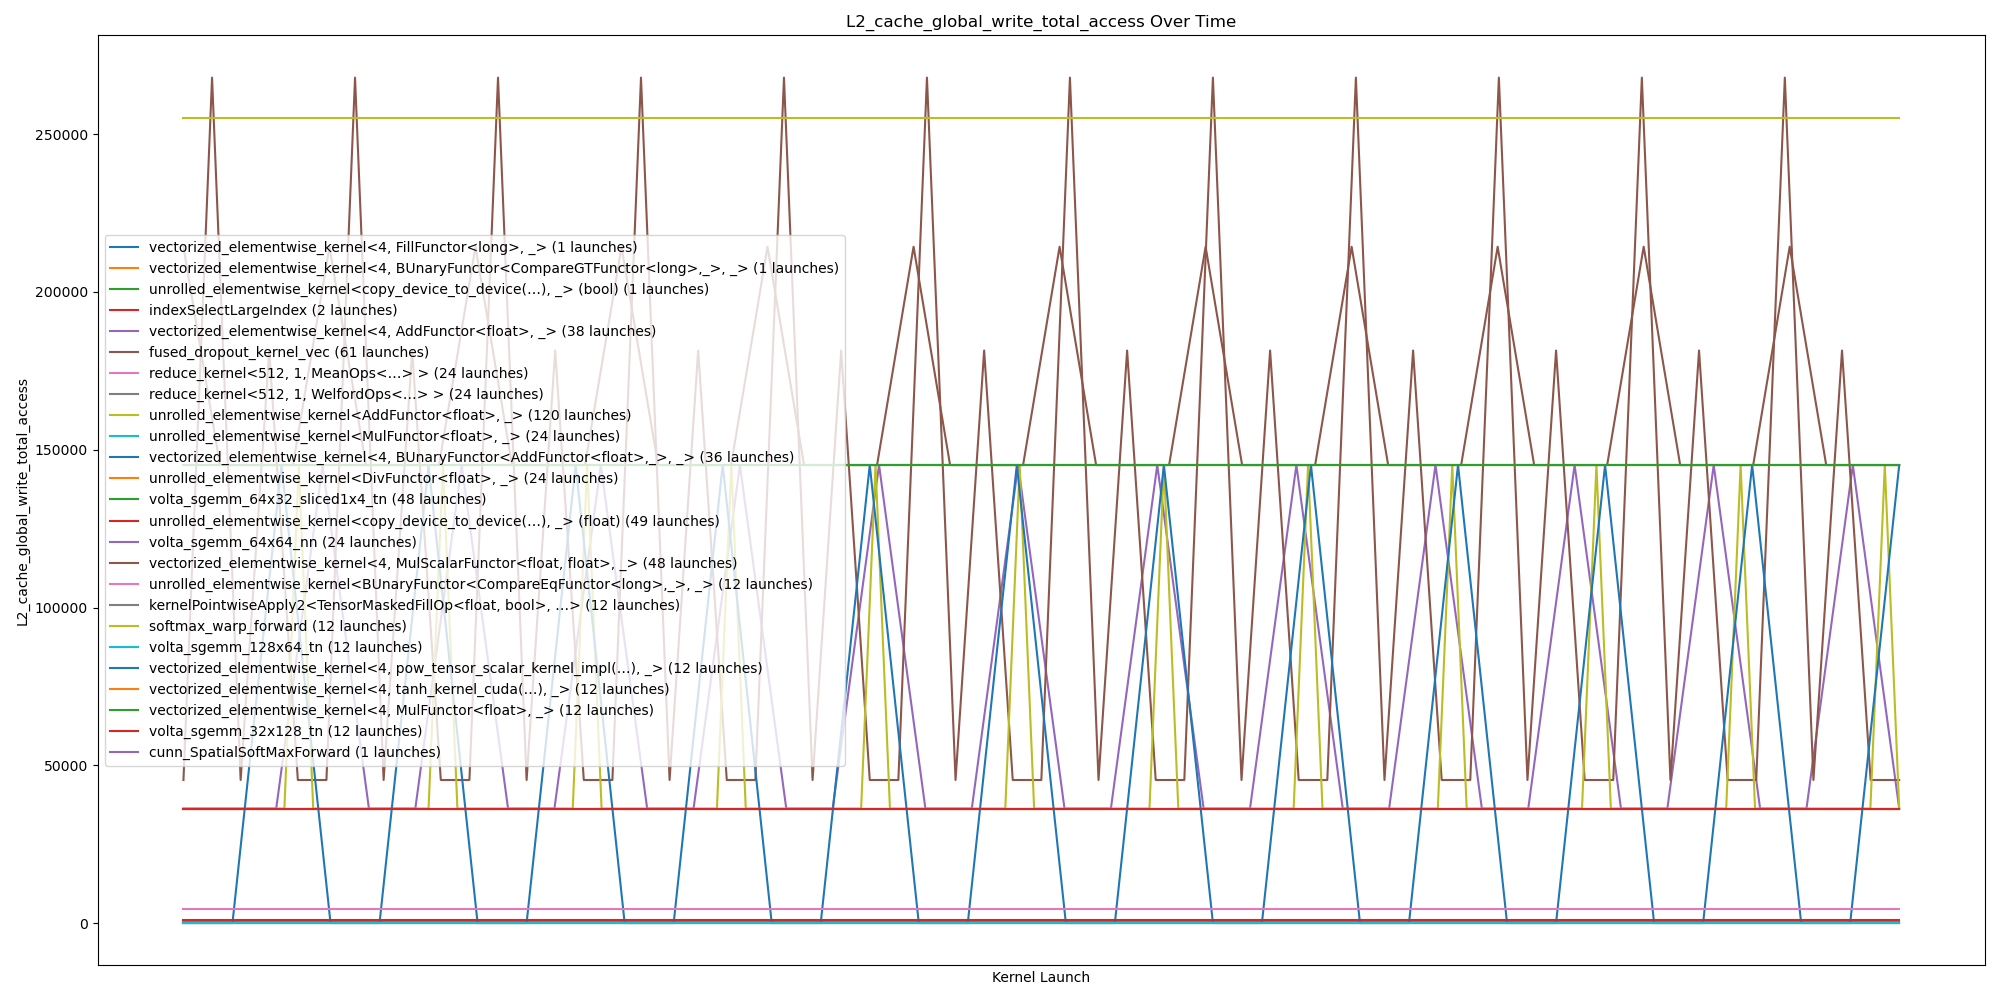 L2_cache_global_write_total_access Over Time
L2_cache_global_write_total_access
250000
200000
150000
100000
50000
0
vectorized_elementwise_kernel<4, FillFunctor<long>, _> (1 launches)
vectorized_elementwise_kernel<4, BUnaryFunctor<CompareGTFunctor<long>,_>, _> (1 launches)
unrolled_elementwise_kernel<copy_device_to_device(...), _> (bool) (1 launches)
indexSelectLargeIndex (2 launches)
vectorized_elementwise_kernel<4, AddFunctor<float>, _> (38 launches)
fused_dropout_kernel_vec (61 launches)
reduce_kernel<512, 1, MeanOps<...> > (24 launches)
reduce_kernel<512, 1, WelfordOps<...> > (24 launches)
unrolled_elementwise_kernel<AddFunctor<float>, _> (120 launches)
unrolled_elementwise_kernel<MulFunctor<float>, _> (24 launches)
vectorized_elementwise_kernel<4, BUnaryFunctor<AddFunctor<float>,_>, _> (36 launches)
unrolled_elementwise_kernel<DivFunctor<float>, _> (24 launches)
volta_sgemm_64x32_sliced1x4_tn (48 launches)
unrolled_elementwise_kernel<copy_device_to_device(...), _> (float) (49 launches)
volta_sgemm_64x64_nn (24 launches)
vectorized_elementwise_kernel<4, MulScalarFunctor<float, float>, _> (48 launches)
unrolled_elementwise_kernel<BUnaryFunctor<CompareEqFunctor<long>,_>, _> (12 launches)
kernelPointwiseApply2<TensorMaskedFillOp<float, bool>, ...> (12 launches)
softmax_warp_forward (12 launches)
volta_sgemm_128x64_tn (12 launches)
vectorized_elementwise_kernel<4, pow_tensor_scalar_kernel_impl(...), _> (12 launches)
vectorized_elementwise_kernel<4, tanh_kernel_cuda(...), _> (12 launches)
vectorized_elementwise_kernel<4, MulFunctor<float>, _> (12 launches)
volta_sgemm_32x128_tn (12 launches)
cunn_SpatialSoftMaxForward (1 launches)
Kernel Launch